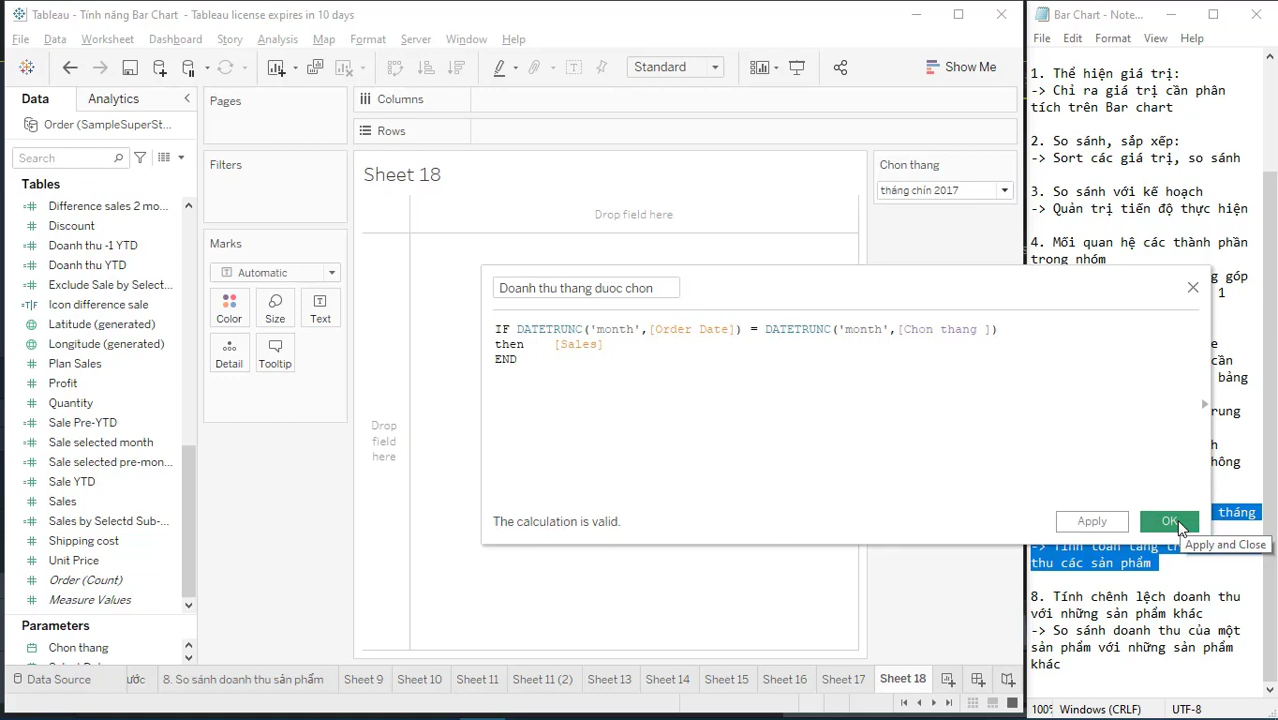 Tableau - Tính năng Bar Chart - Tableau license expires in 10 days
File Data Worksheet Dashboard Story Analysis Map Format Server Window Help
Standard
Show Me
Data Analytics
Order (SampleSuperSt...
Search
Tables
Difference sales 2 mo...
Discount
Doanh thu -1 YTD
Doanh thu YTD
Exclude Sale by Select...
Icon difference sale
Latitude (generated)
Longitude (generated)
Plan Sales
Profit
Quantity
Sale Pre-YTD
Sale selected month
Sale selected pre-mon...
Sale YTD
Sales
Sales by Selectd Sub-...
Shipping cost
Unit Price
Order (Count)
Measure Values
Parameters
Chon thang
Pages
Filters
Marks
Automatic
Color Size Text
Detail Tooltip
Columns
Rows
Sheet 18
Drop field here
Drop
field
here
Chon thang
tháng chín 2017
Doanh thu thang duoc chon
IF DATETRUNC('month',[Order Date]) = DATETRUNC('month',[Chon thang ])
then [Sales]
END
The calculation is valid.
Apply
OK
Apply and Close
Data Source
ước
8. So sánh doanh thu sản phẩm
Sheet 9
Sheet 10
Sheet 11
Sheet 11 (2)
Sheet 13
Sheet 14
Sheet 15
Sheet 16
Sheet 17
Sheet 18
Bar Chart - Note...
File Edit Format View Help
1. Thể hiện giá trị:
-> Chỉ ra giá trị cần phân
tích trên Bar chart
2. So sánh, sắp xếp:
-> Sort các giá trị, so sánh
3. So sánh với kế hoạch
-> Quản trị tiến độ thực hiện
4. Mối quan hệ các thành phần
trong nhóm
góp
1
cần
bảng
tháng
thu các sản phẩm
8. Tính chênh lệch doanh thu
với những sản phẩm khác
-> So sánh doanh thu của một
sản phẩm với những sản phẩm
khác
100%
Windows (CRLF)
UTF-8